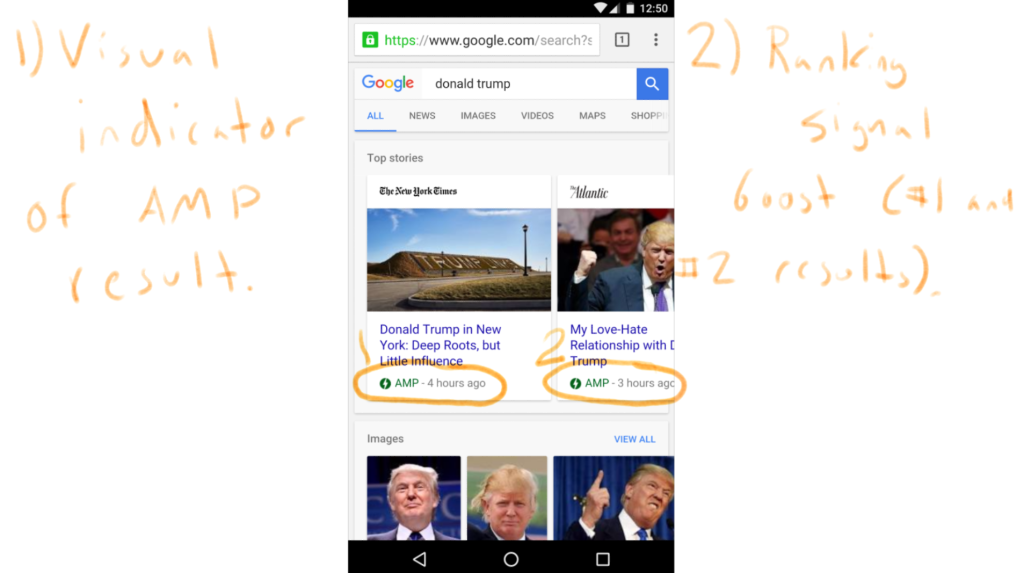 1) Visual
indicator
of AMP
result.
12:50
https://www.google.com/search?s
1
Google
donald trump
ALL NEWS IMAGES VIDEOS MAPS SHOPPI
Top stories
The New York Times
TRUMP
Donald Trump in New
York: Deep Roots, but
Little Influence
AMP - 4 hours ago
1
The Atlantic
My Love-Hate
Relationship with D
Trump
AMP - 3 hours ago
2
Images
VIEW ALL
2) Ranking
signal
boost (#1 and
#2 results).